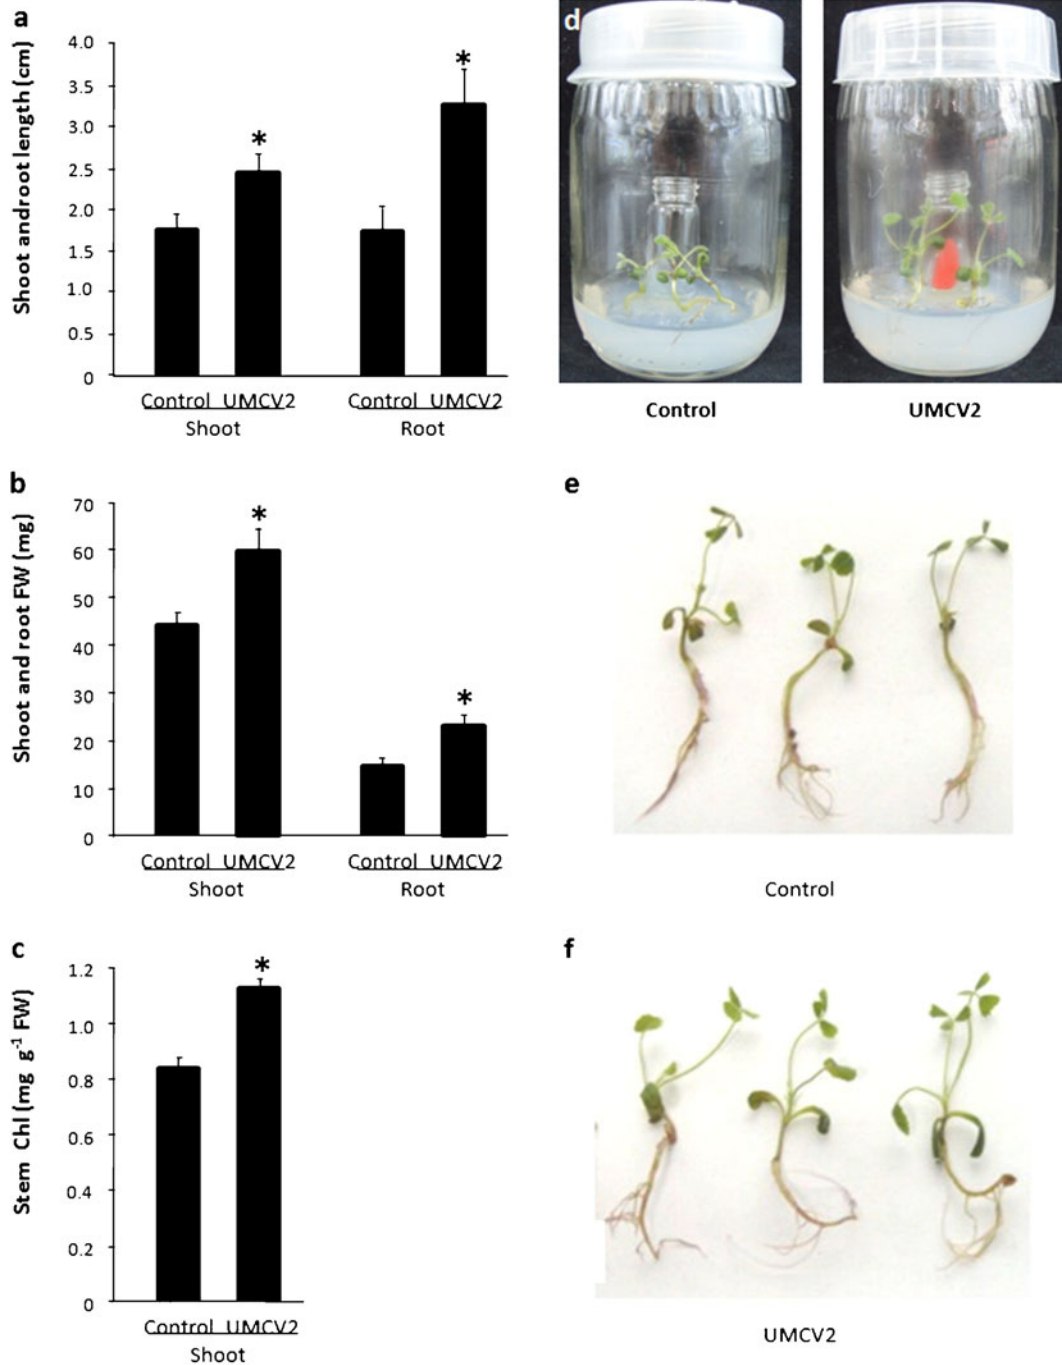 a
Shoot androot length (cm)
4.0
3.5
3.0
2.5
2.0
1.5
1.0
0.5
0
*
*
Control UMCV2
Control UMCV2
Shoot
Root
d
Control
UMCV2
b
Shoot and root FW (mg)
70
60
50
40
30
20
10
0
*
*
Control UMCV2
Control UMCV2
Shoot
Root
e
Control
c
Stem Chl (mg g⁻¹ FW)
1.2
1.0
0.8
0.6
0.4
0.2
0
*
Control UMCV2
Shoot
f
UMCV2